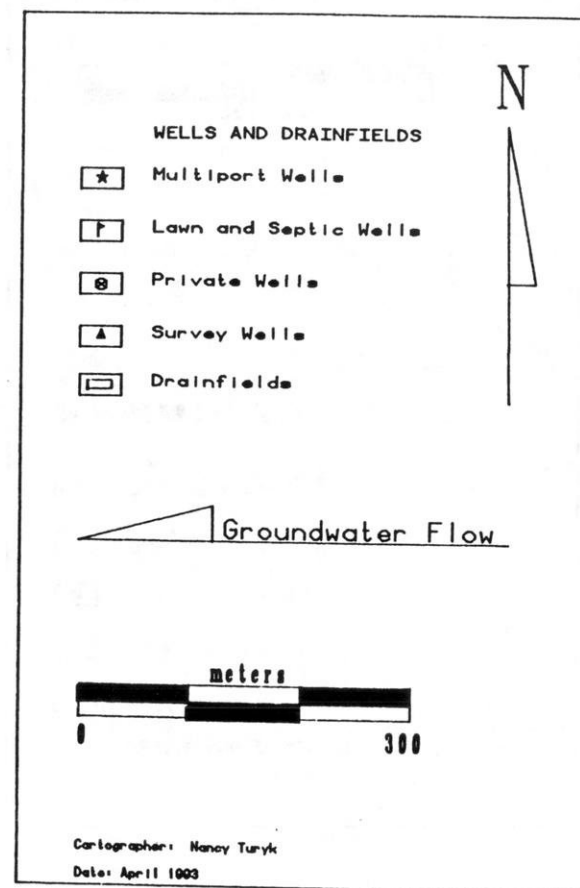 N
WELLS AND DRAINFIELDS
Multiport Wells
Lawn and Septic Wells
Private Wells
Survey Wells
Drainfields
Groundwater Flow
meters
0 300
Cartographer: Nancy Turyk
Date: April 1993